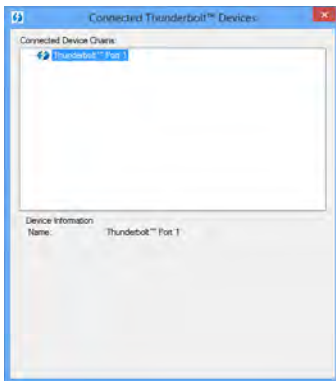 Connected Thunderbolt™ Devices
Connected Device Chains:
Thunderbolt™ Port 1
Device Information
Name: Thunderbolt™ Port 1